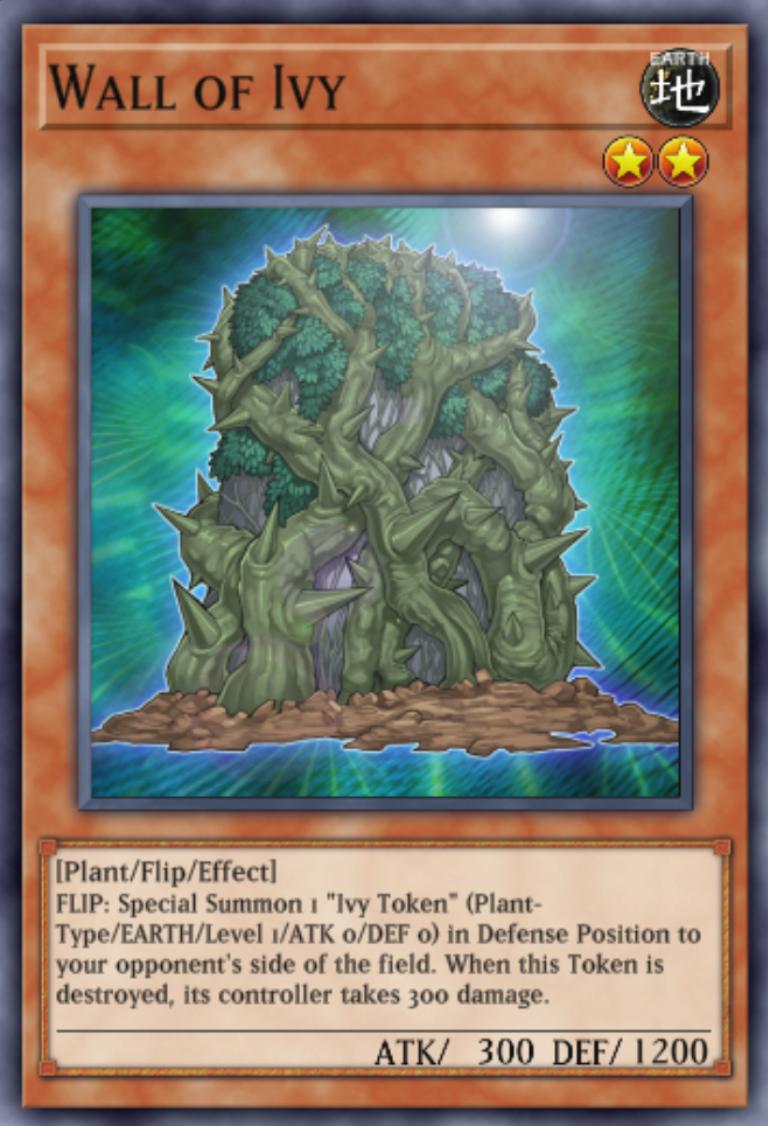 Wall of Ivy
EARTH
地
[Plant/Flip/Effect]
FLIP: Special Summon 1 "Ivy Token" (Plant-
Type/EARTH/Level 1/ATK 0/DEF 0) in Defense Position to
your opponent's side of the field. When this Token is
destroyed, its controller takes 300 damage.
ATK/ 300 DEF/ 1200